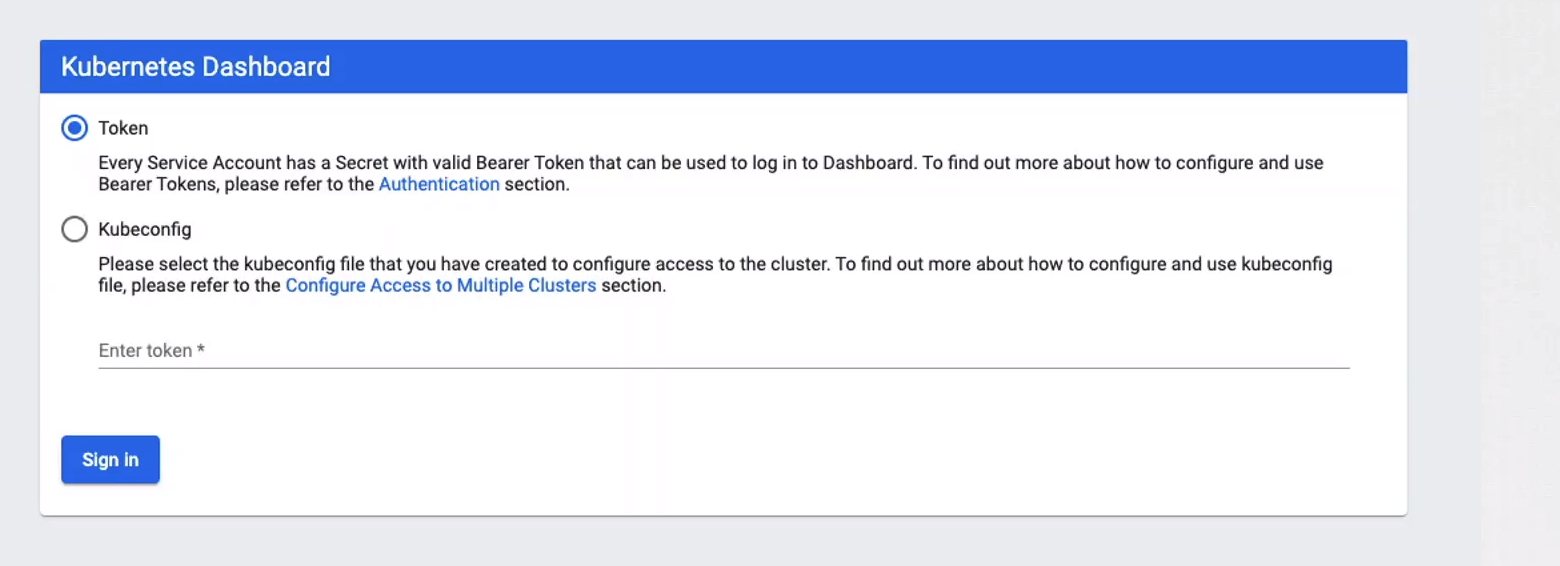 Kubernetes Dashboard
Token
Every Service Account has a Secret with valid Bearer Token that can be used to log in to Dashboard. To find out more about how to configure and use
Bearer Tokens, please refer to the Authentication section.
Kubeconfig
Please select the kubeconfig file that you have created to configure access to the cluster. To find out more about how to configure and use kubeconfig
file, please refer to the Configure Access to Multiple Clusters section.
Enter token *
Sign in